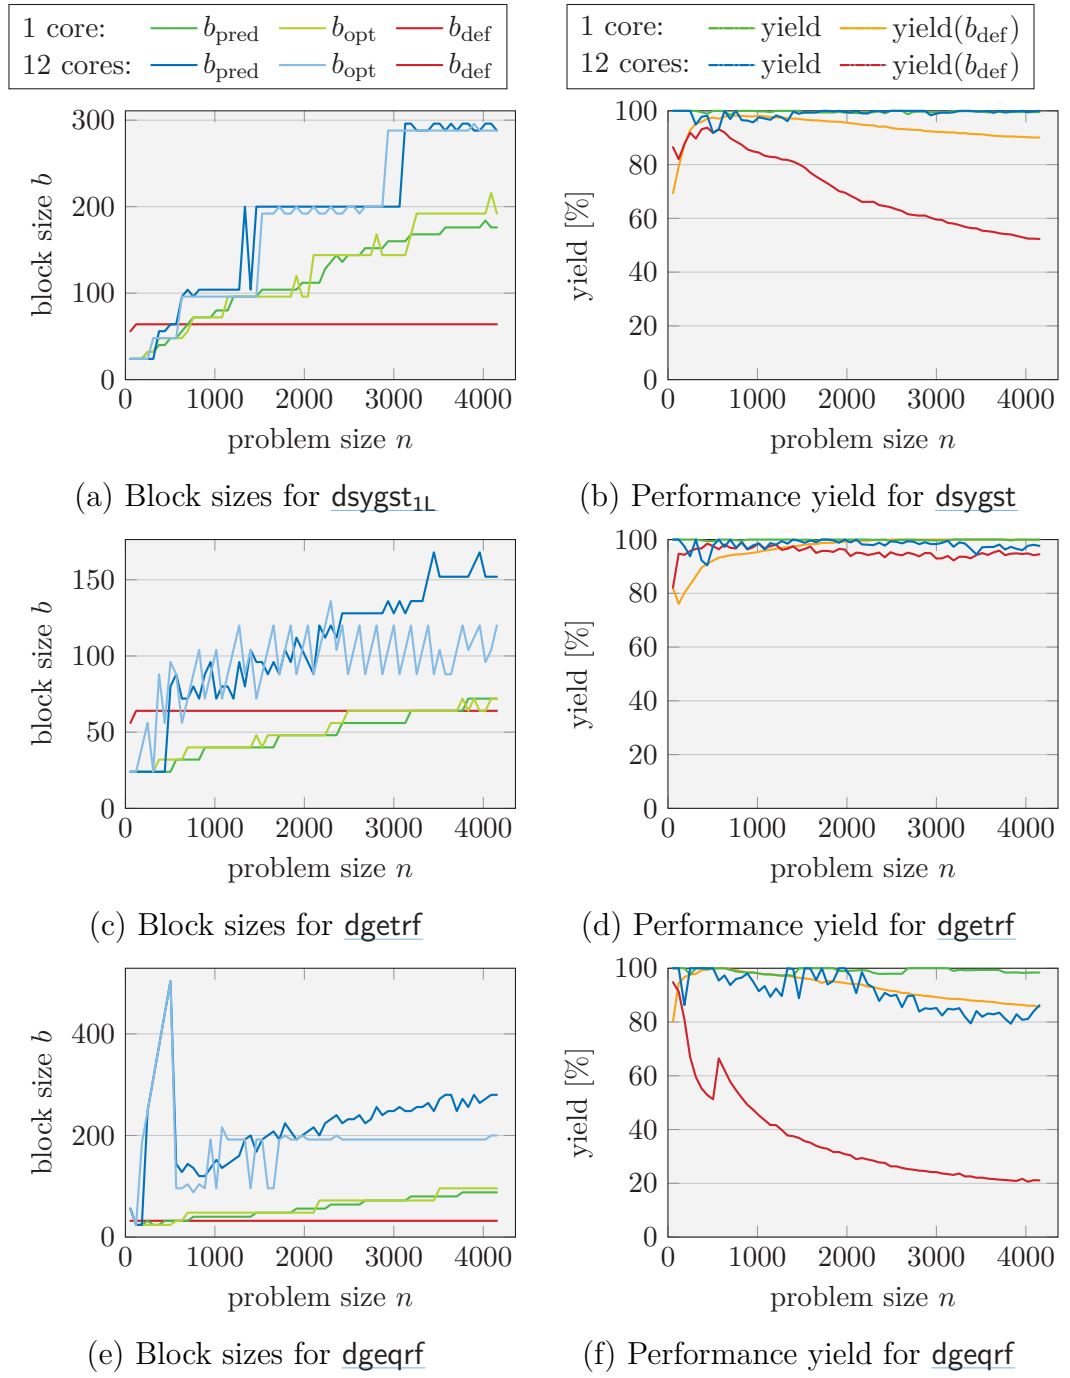 1 core: b_pred b_opt b_def
12 cores: b_pred b_opt b_def
1 core: yield yield(b_def)
12 cores: yield yield(b_def)
300
200
100
0
0 1000 2000 3000 4000
block size b
problem size n
(a) Block sizes for dsygst_1L
100
80
60
40
20
0
0 1000 2000 3000 4000
yield [%]
problem size n
(b) Performance yield for dsygst
150
100
50
0
0 1000 2000 3000 4000
block size b
problem size n
(c) Block sizes for dgetrf
100
80
60
40
20
0
0 1000 2000 3000 4000
yield [%]
problem size n
(d) Performance yield for dgetrf
400
200
0
0 1000 2000 3000 4000
block size b
problem size n
(e) Block sizes for dgeqrf
100
80
60
40
20
0
0 1000 2000 3000 4000
yield [%]
problem size n
(f) Performance yield for dgeqrf